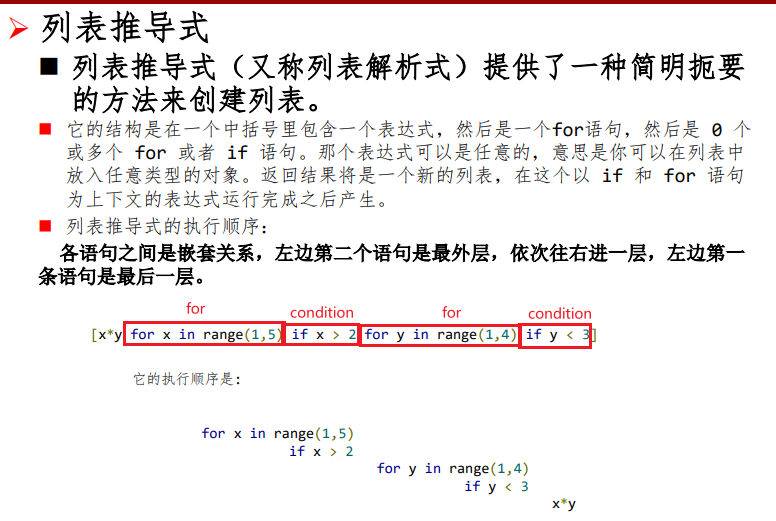 列表推导式
列表推导式（又称列表解析式）提供了一种简明扼要
的方法来创建列表。
它的结构是在一个中括号里包含一个表达式，然后是一个for语句，然后是 0 个
或多个 for 或者 if 语句。那个表达式可以是任意的，意思是你可以在列表中
放入任意类型的对象。返回结果将是一个新的列表，在这个以 if 和 for 语句
为上下文的表达式运行完成之后产生。
列表推导式的执行顺序：
各语句之间是嵌套关系，左边第二个语句是最外层，依次往右进一层，左边第一
条语句是最后一层。
for condition for condition
[x*y for x in range(1,5) if x > 2 for y in range(1,4) if y < 3]
它的执行顺序是:
for x in range(1,5)
if x > 2
for y in range(1,4)
if y < 3
x*y